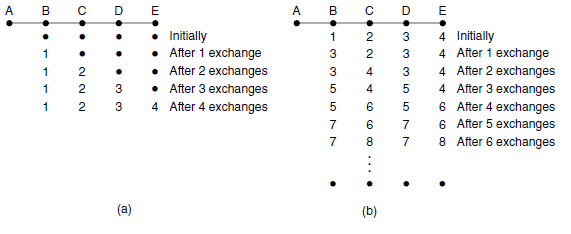 A B C D E
Initially
1 After 1 exchange
1 2 After 2 exchanges
1 2 3 After 3 exchanges
1 2 3 4 After 4 exchanges
(a)
A B C D E
1 2 3 4 Initially
3 2 3 4 After 1 exchange
3 4 3 4 After 2 exchanges
5 4 5 4 After 3 exchanges
5 6 5 6 After 4 exchanges
7 6 7 6 After 5 exchanges
7 8 7 8 After 6 exchanges
(b)